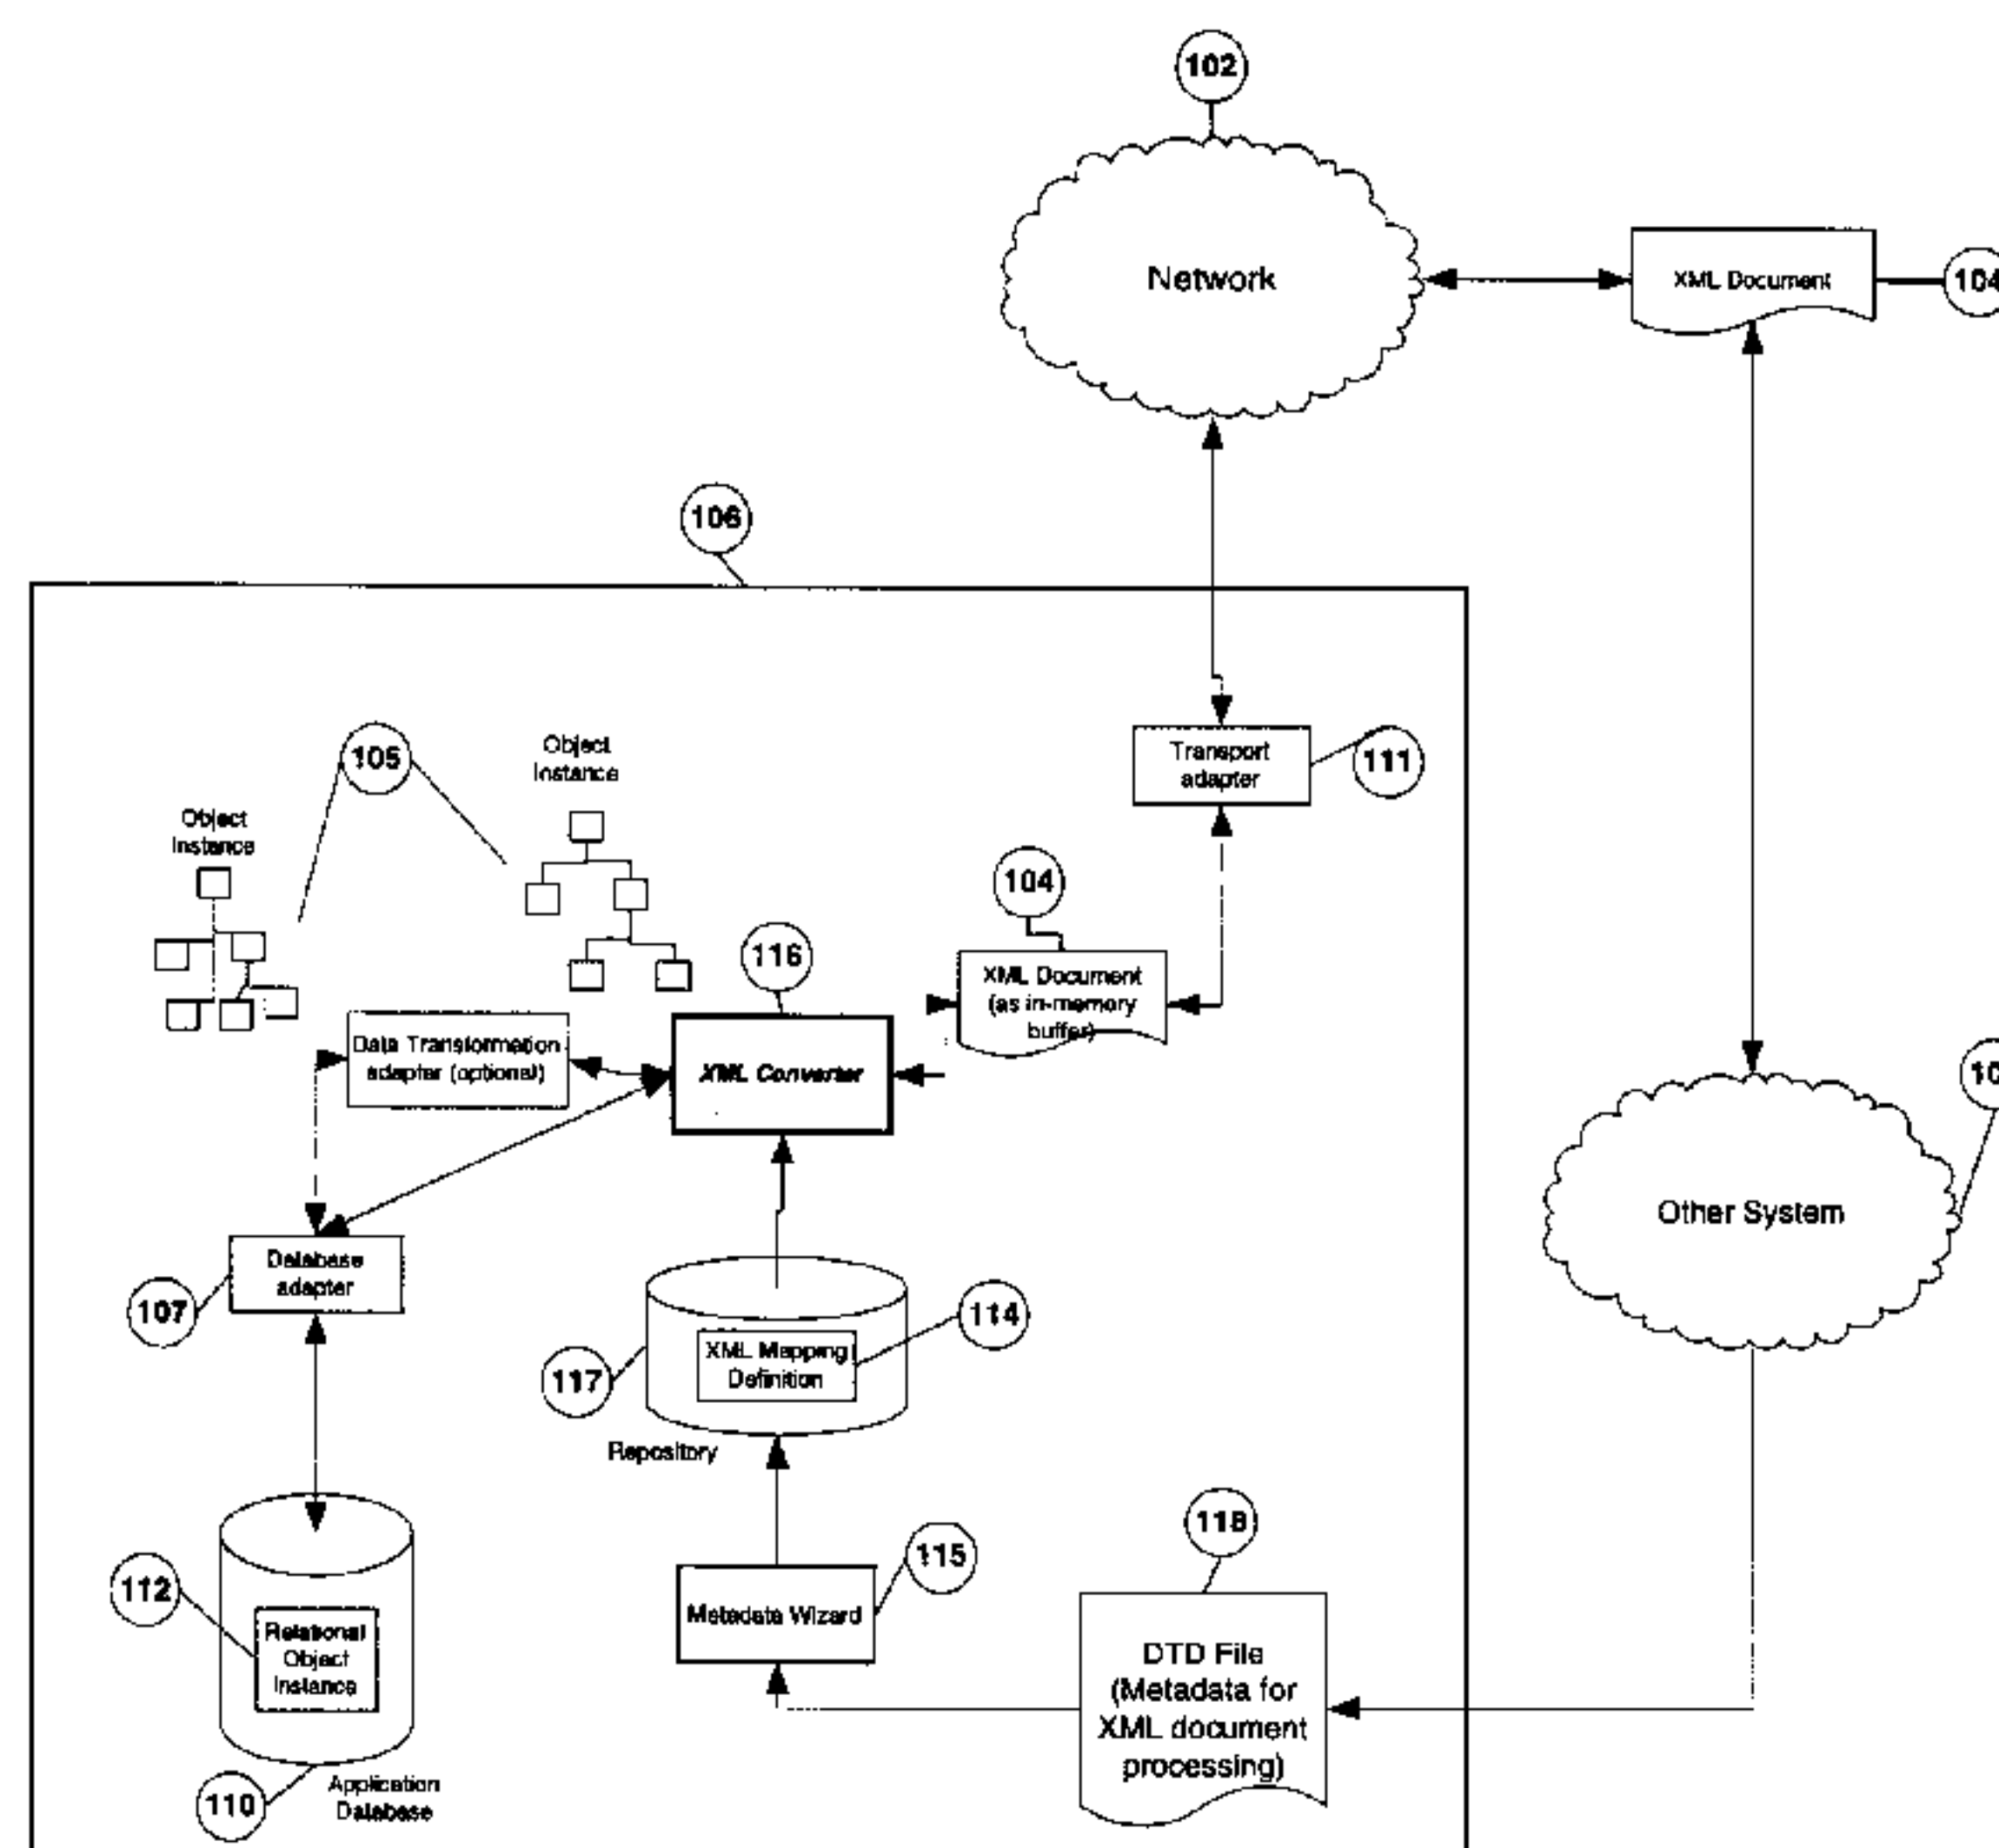 102
Network
XML Document
104
106
105
Object
Instance
Object
Instance
Transport
adapter
111
104
116
XML Document
(as in-memory
buffer)
Data Transformation
adapter (optional)
XML Converter
Other System
Database
adapter
107
114
XML Mapping
Definition
117
Repository
118
115
112
Metadata Wizard
Relational
Object
Instance
DTD File
(Metadata for
XML document
processing)
110
Application
Database